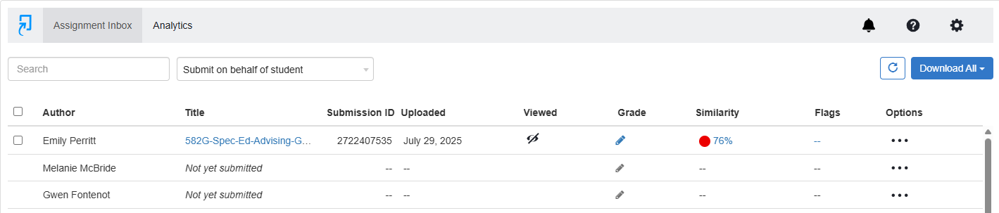 Assignment Inbox Analytics
Search Submit on behalf of student Download All
Author Title Submission ID Uploaded Viewed Grade Similarity Flags Options
Emily Perritt 582G-Spec-Ed-Advising-G... 2722407535 July 29, 2025 76% --
Melanie McBride Not yet submitted -- -- -- --
Gwen Fontenot Not yet submitted -- -- -- --